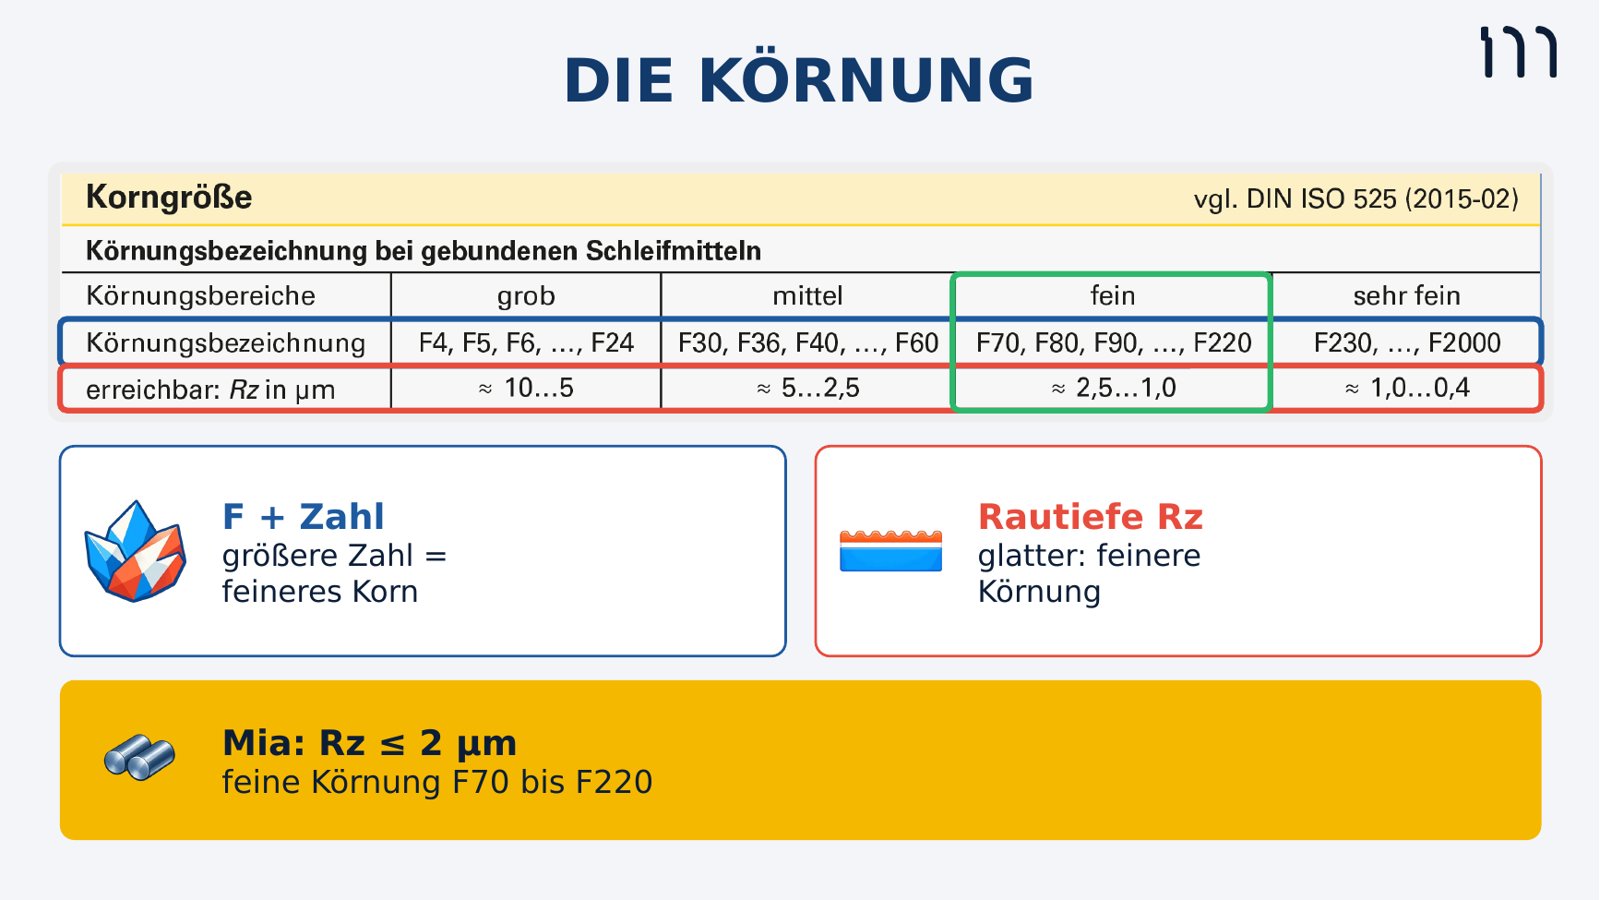 DIE KÖRNUNG
m
Korngröße vgl. DIN ISO 525 (2015-02)
Körnungsbezeichnung bei gebundenen Schleifmitteln
Körnungsbereiche grob mittel fein sehr fein
Körnungsbezeichnung F4, F5, F6, …, F24 F30, F36, F40, …, F60 F70, F80, F90, …, F220 F230, …, F2000
erreichbar: Rz in µm ≈ 10…5 ≈ 5…2,5 ≈ 2,5…1,0 ≈ 1,0…0,4
F + Zahl
größere Zahl =
feineres Korn
Rautiefe Rz
glatter: feinere
Körnung
Mia: Rz ≤ 2 µm
feine Körnung F70 bis F220